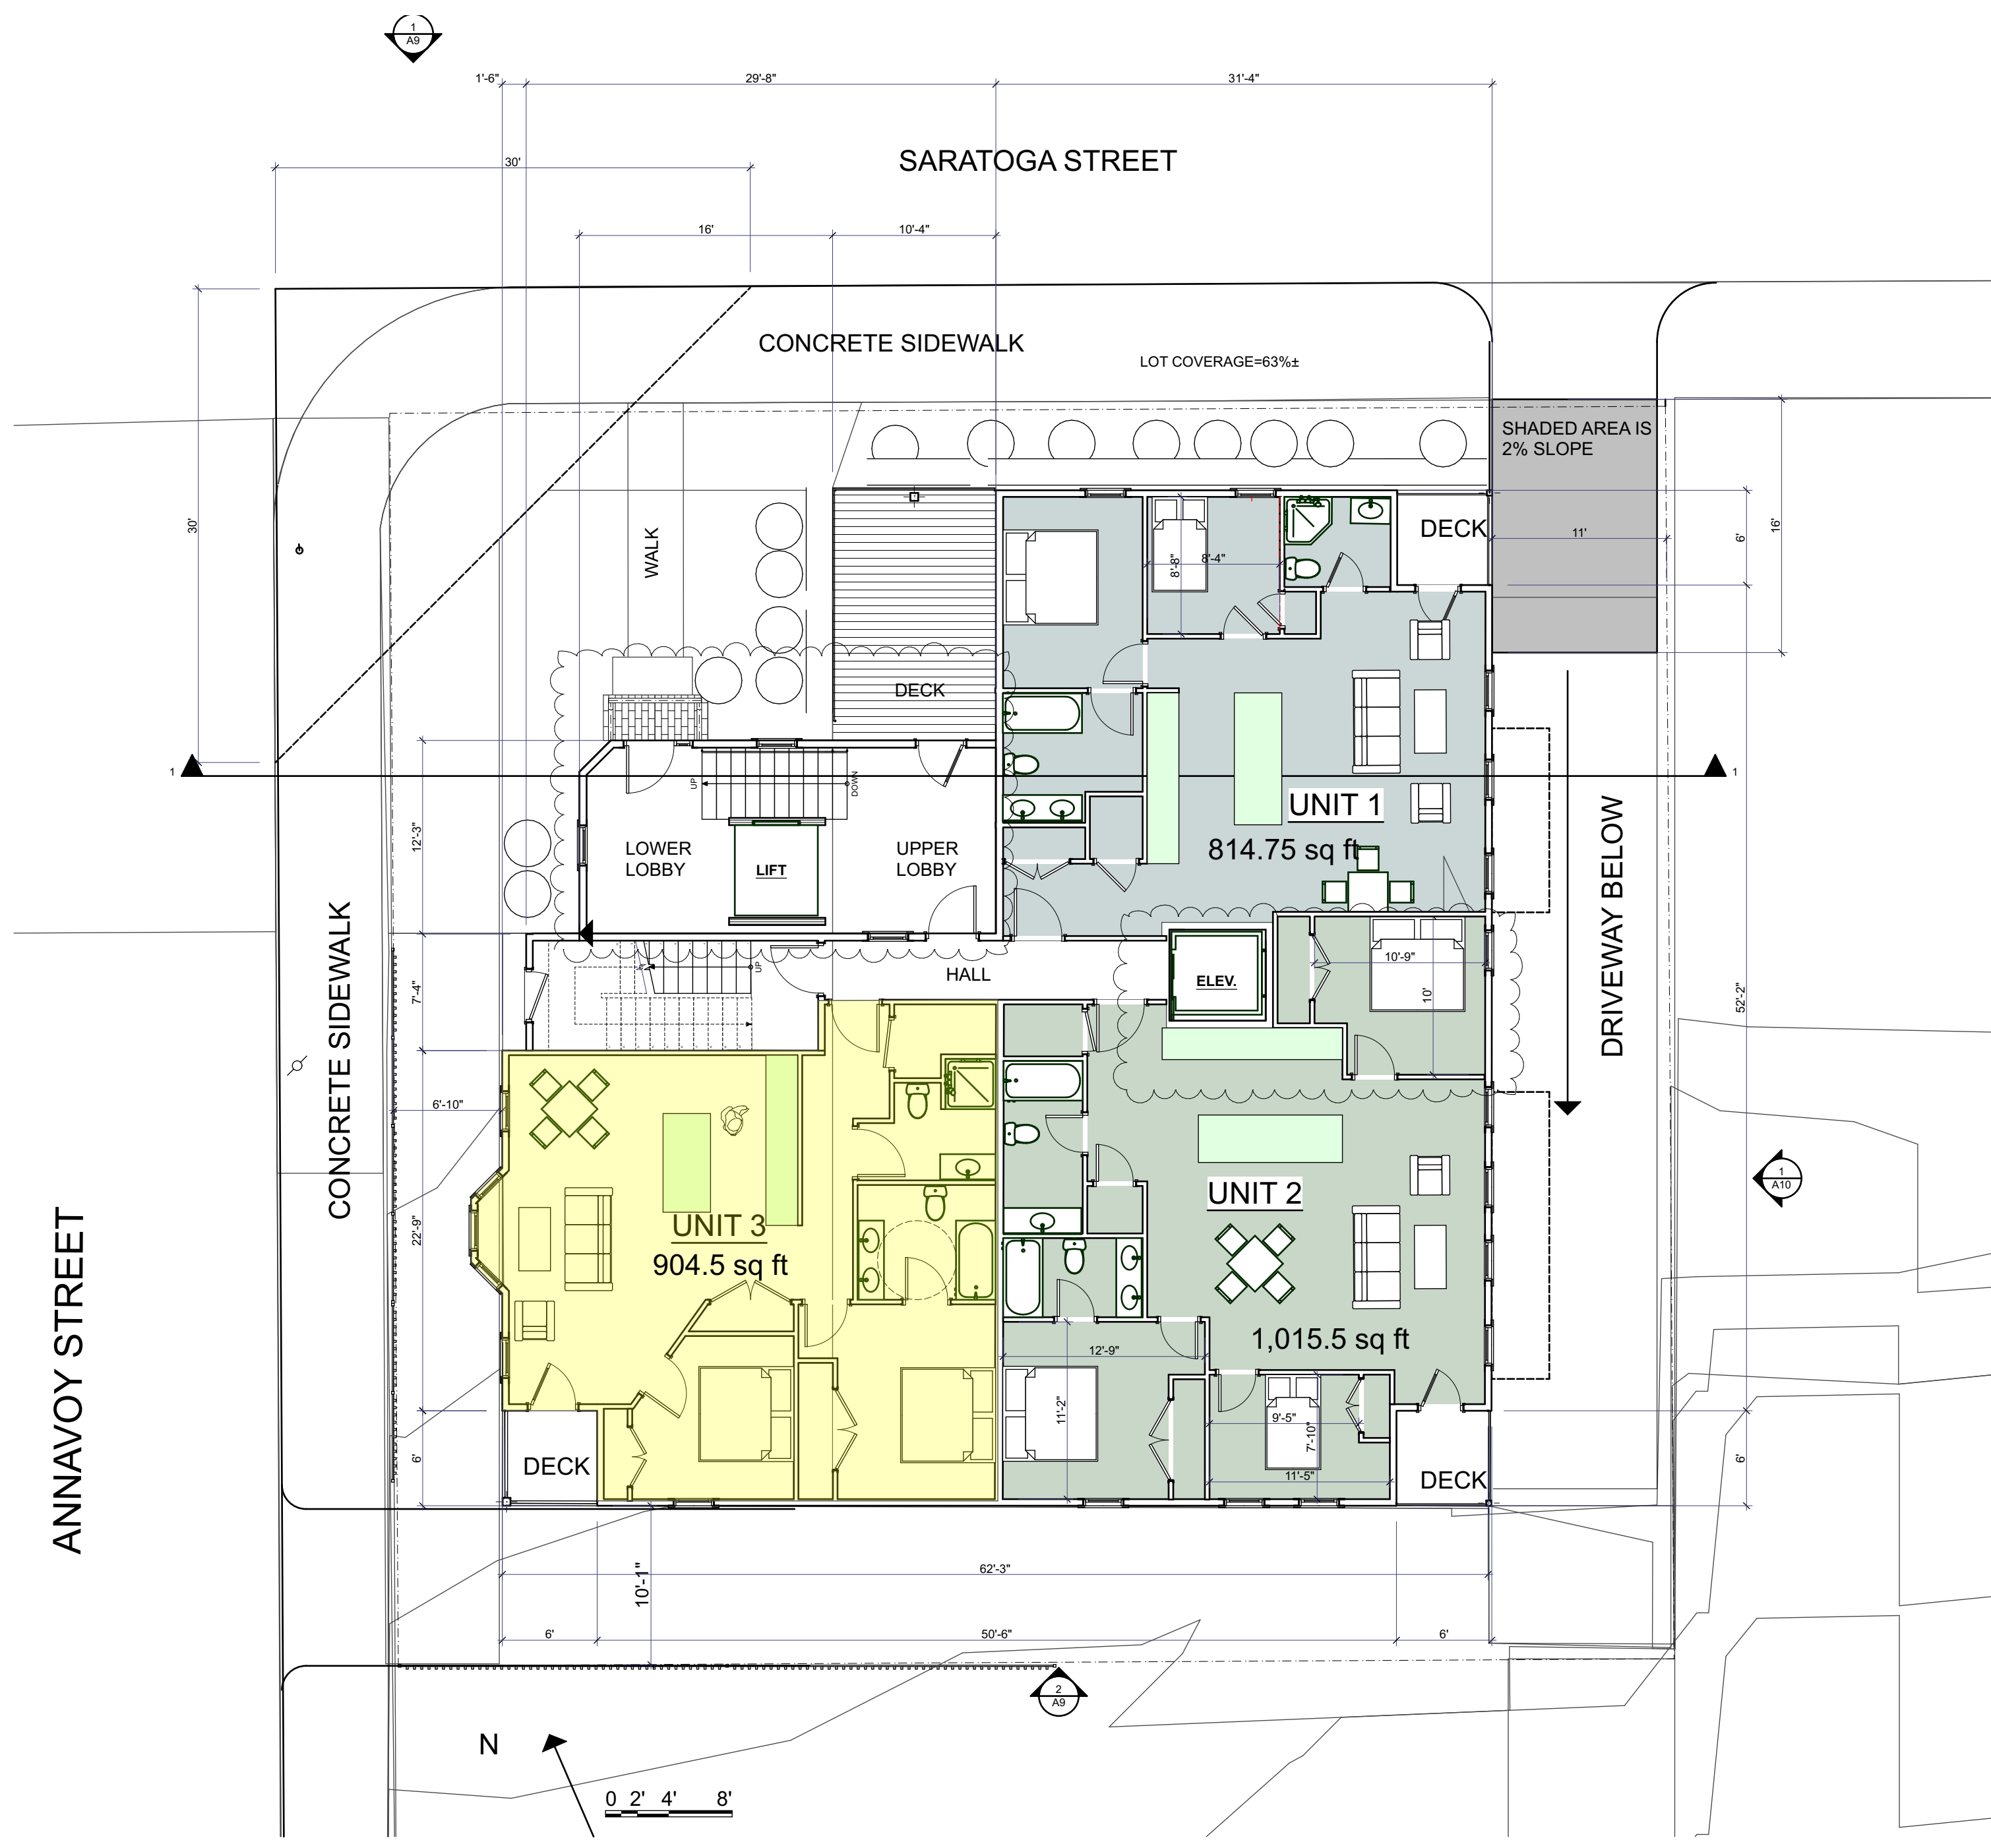 1
A9
1'-6"
29'-8"
31'-4"
SARATOGA STREET
30'
16'
10'-4"
CONCRETE SIDEWALK
LOT COVERAGE=63%±
SHADED AREA IS
2% SLOPE
30'
WALK
DECK
8'-8"
8'-4"
DECK
11'
6'
16'
1
1
UP
DOWN
UNIT 1
814.75 sq ft
12'-3"
LOWER
LOBBY
LIFT
UPPER
LOBBY
DRIVEWAY BELOW
CONCRETE SIDEWALK
7'-4"
UP
HALL
ELEV.
10'-9"
10'
52'-2"
6'-10"
1
A10
ANNAVOY STREET
22'-9"
UNIT 3
904.5 sq ft
UNIT 2
1,015.5 sq ft
12'-9"
11'-2"
9'-5"
7'-10"
11'-5"
6'
DECK
DECK
6'
10'-1"
62'-3"
6'
50'-6"
6'
2
A9
N
0 2' 4' 8'